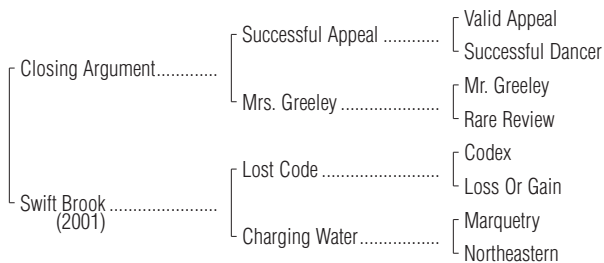 Valid Appeal
Successful Appeal ............
Successful Dancer
Closing Argument.............
Mr. Greeley
Mrs. Greeley .....................
Rare Review
Codex
Lost Code .........................
Loss Or Gain
Swift Brook .......................
(2001)
Marquetry
Charging Water.................
Northeastern